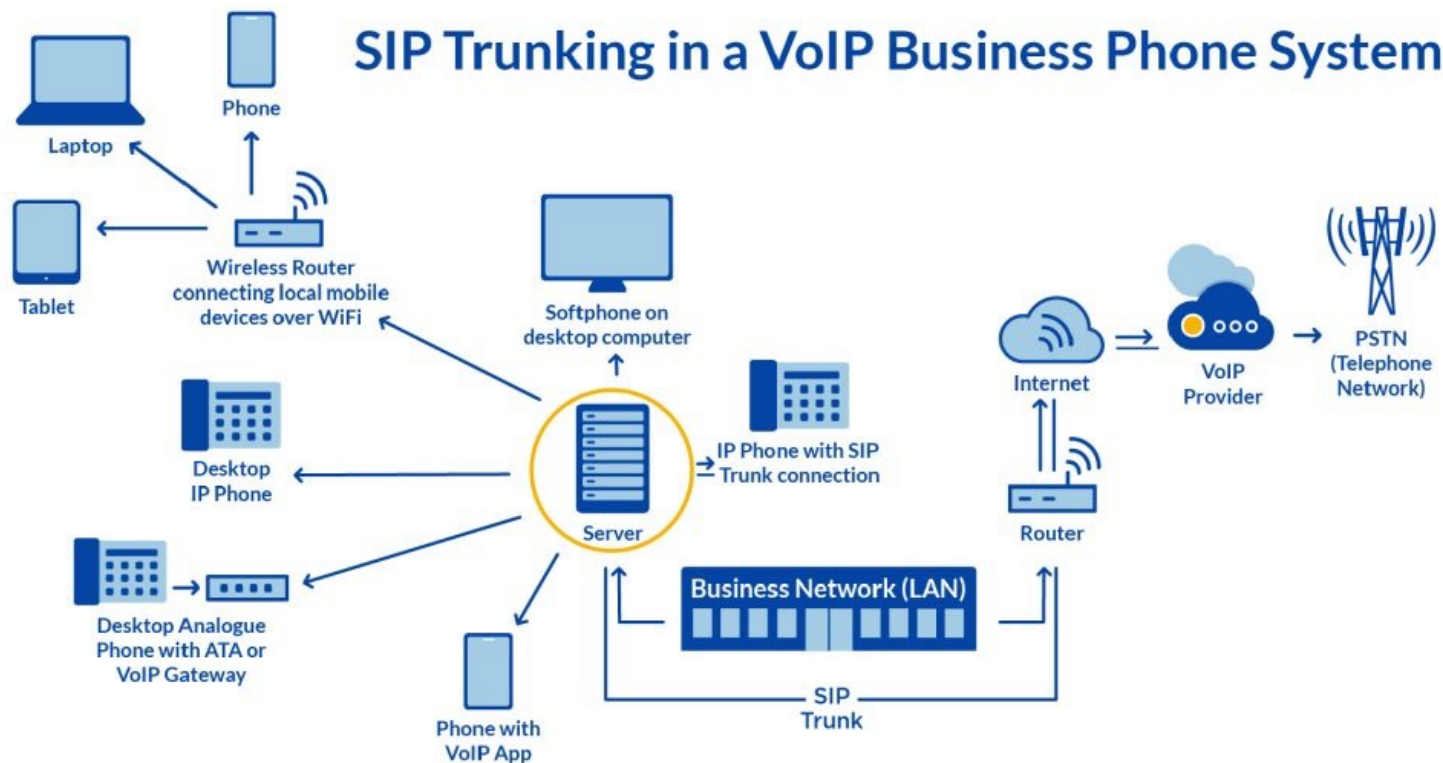 SIP Trunking in a VoIP Business Phone System
Phone
Laptop
Tablet
Wireless Router
connecting local mobile
devices over WiFi
Softphone on
desktop computer
Desktop
IP Phone
IP Phone with SIP
Trunk connection
Server
Desktop Analogue
Phone with ATA or
VoIP Gateway
Phone with
VoIP App
Business Network (LAN)
SIP
Trunk
Router
Internet
VoIP
Provider
PSTN
(Telephone
Network)